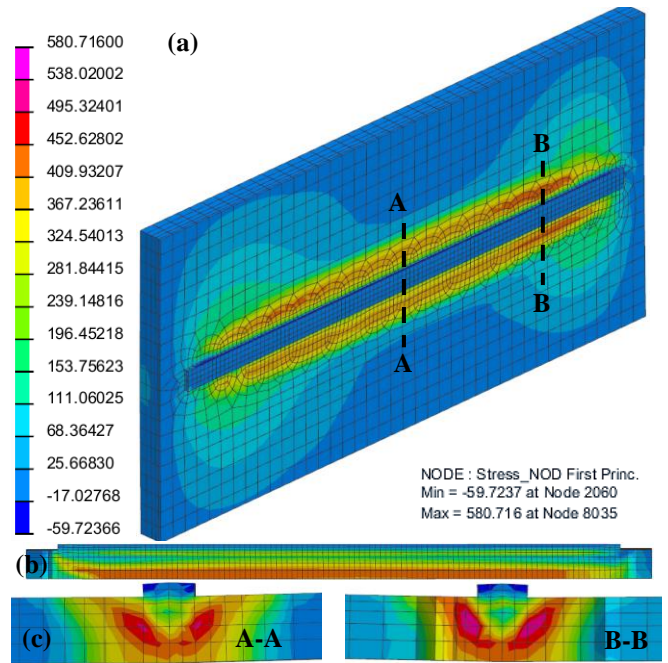 580.71600
538.02002
495.32401
452.62802
409.93207
367.23611
324.54013
281.84415
239.14816
196.45218
153.75623
111.06025
68.36427
25.66830
-17.02768
-59.72366
(a)
A
A
B
B
NODE : Stress_NOD First Princ.
Min = -59.7237 at Node 2060
Max = 580.716 at Node 8035
(b)
(c)
A-A
B-B